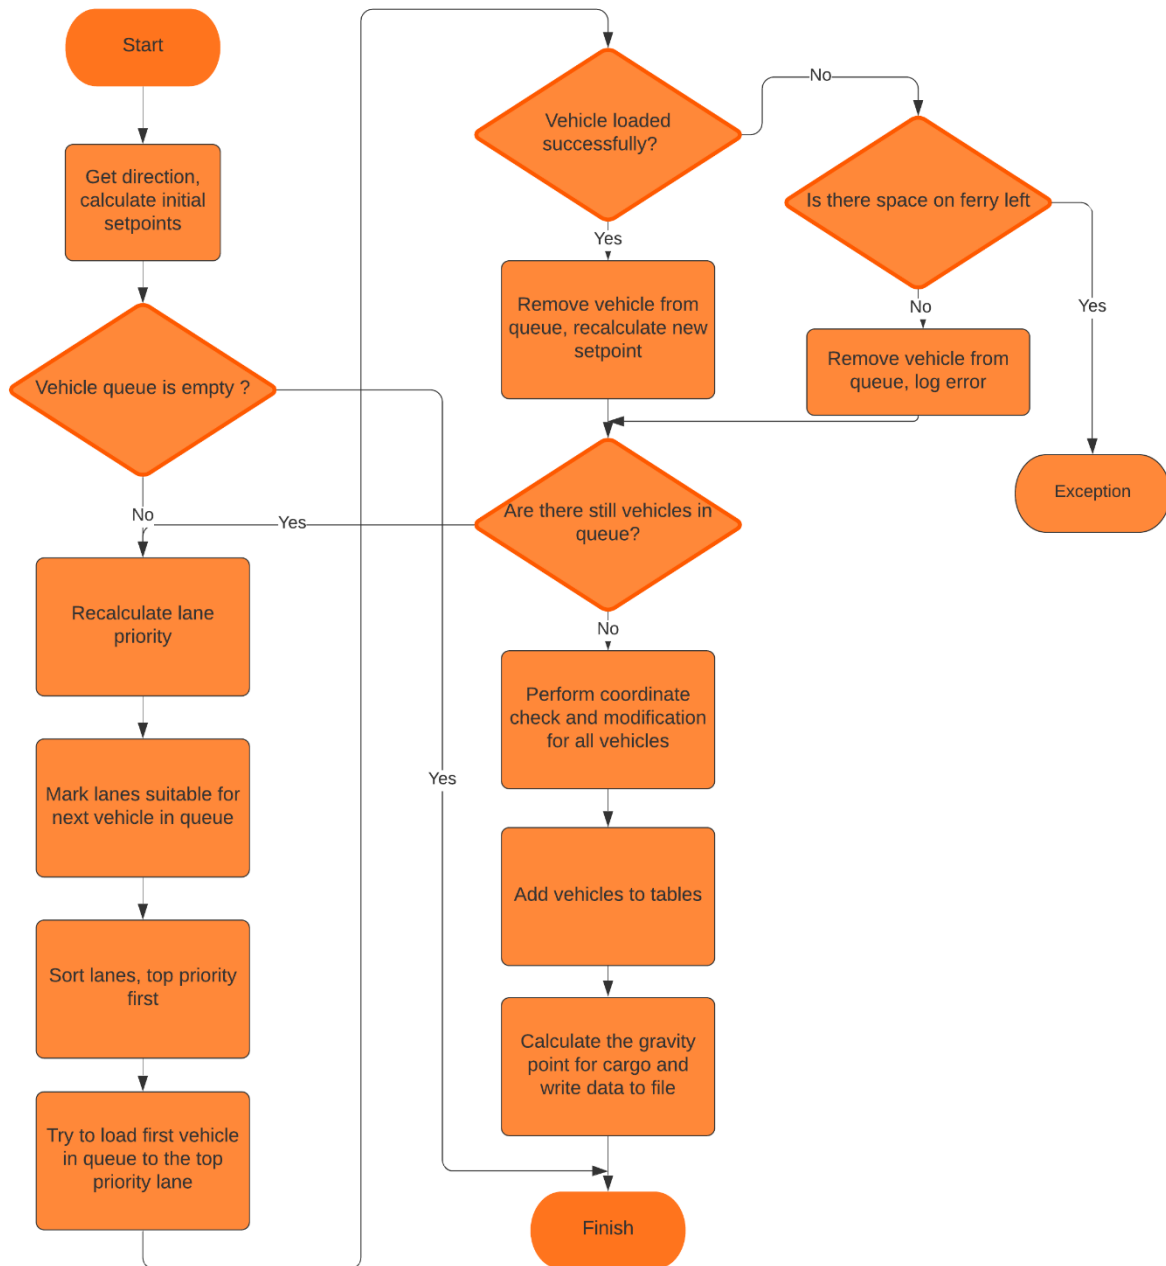 Start
Get direction,
calculate initial
setpoints
Vehicle queue is empty ?
No
Yes
Recalculate lane
priority
Mark lanes suitable for
next vehicle in queue
Sort lanes, top priority
first
Try to load first vehicle
in queue to the top
priority lane
Vehicle loaded
successfully?
No
Yes
Is there space on ferry left
No
Yes
Remove vehicle from
queue, recalculate new
setpoint
Remove vehicle from
queue, log error
Exception
Are there still vehicles in
queue?
Yes
No
Perform coordinate
check and modification
for all vehicles
Add vehicles to tables
Calculate the gravity
point for cargo and
write data to file
Finish